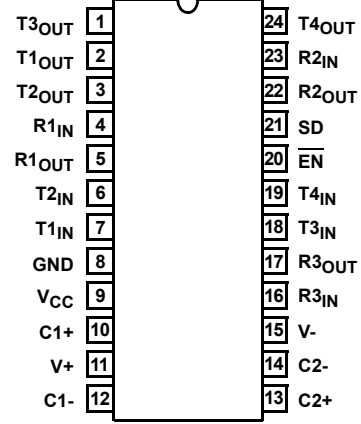 T3OUT 1 24 T4OUT
T1OUT 2 23 R2IN
T2OUT 3 22 R2OUT
R1IN 4 21 SD
R1OUT 5 20 EN
T2IN 6 19 T4IN
T1IN 7 18 T3IN
GND 8 17 R3OUT
VCC 9 16 R3IN
C1+ 10 15 V-
V+ 11 14 C2-
C1- 12 13 C2+